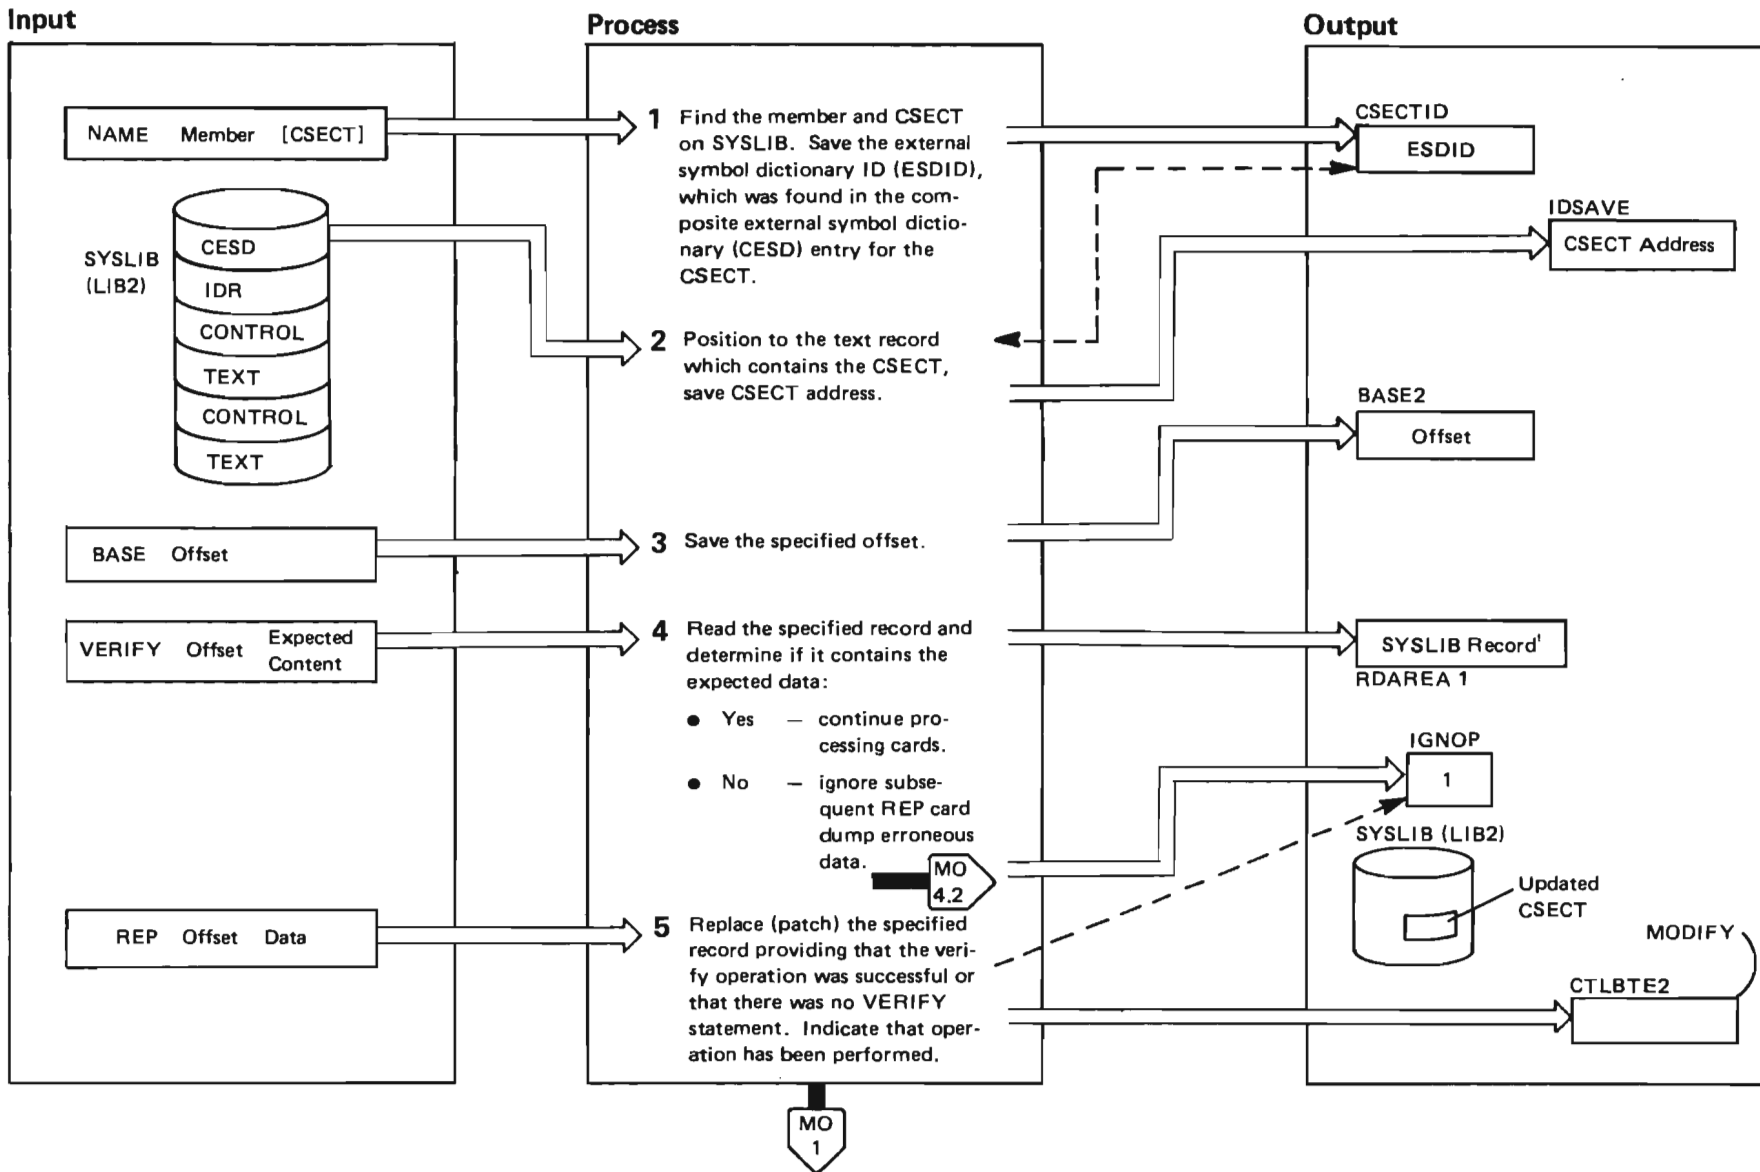 Input
NAME Member [CSECT]
SYSLIB
(LIB2)
CESD
IDR
CONTROL
TEXT
CONTROL
TEXT
BASE Offset
VERIFY Offset Expected
Content
REP Offset Data
Process
1 Find the member and CSECT
on SYSLIB. Save the external
symbol dictionary ID (ESDID),
which was found in the com-
posite external symbol dictio-
nary (CESD) entry for the
CSECT.
2 Position to the text record
which contains the CSECT,
save CSECT address.
3 Save the specified offset.
4 Read the specified record and
determine if it contains the
expected data:
● Yes — continue pro-
cessing cards.
● No — ignore subse-
quent REP card
dump erroneous
data.
MO
4.2
5 Replace (patch) the specified
record providing that the veri-
fy operation was successful or
that there was no VERIFY
statement. Indicate that oper-
ation has been performed.
MO
1
Output
CSECTID
ESDID
IDSAVE
CSECT Address
BASE2
Offset
SYSLIB Record¹
RDAREA 1
IGNOP
1
SYSLIB (LIB2)
Updated
CSECT
MODIFY
CTLBTE2